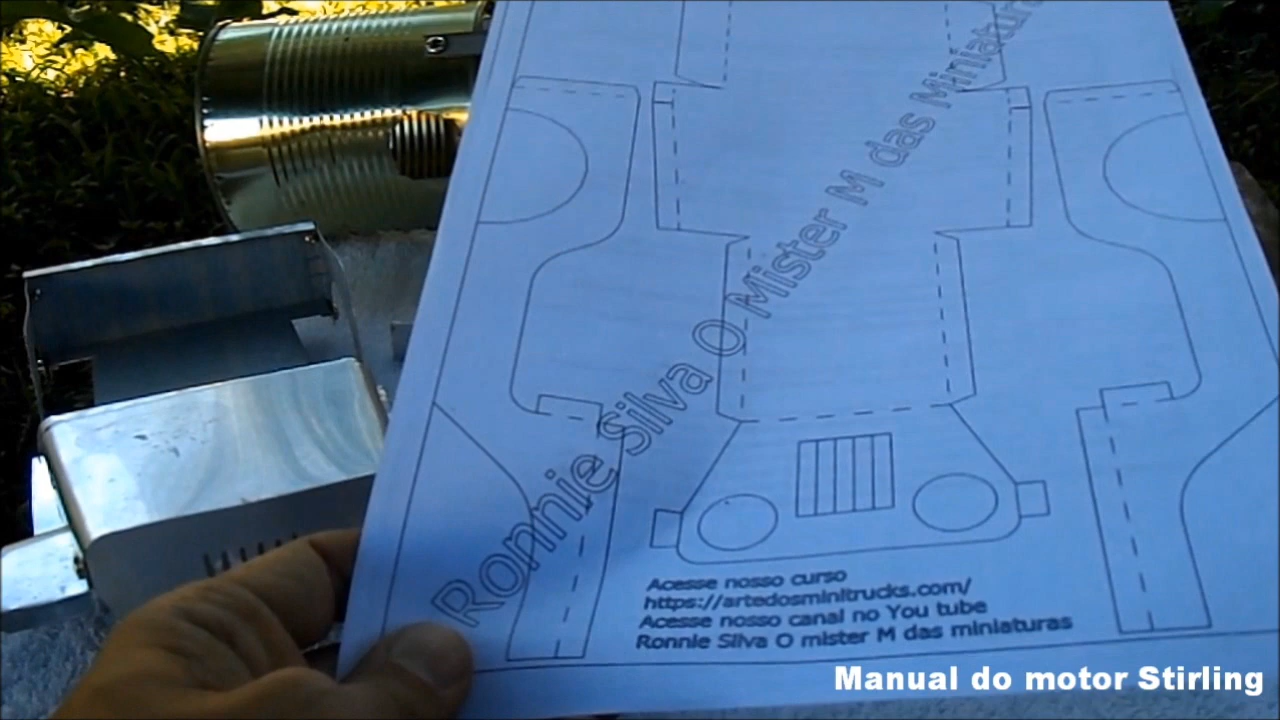 Ronnie Silva O Mister M das Miniaturas
Acesse nosso curso
https://artedosminitrucks.com/
Acesse nosso canal no You tube
Ronnie Silva O mister M das miniaturas
Manual do motor Stirling